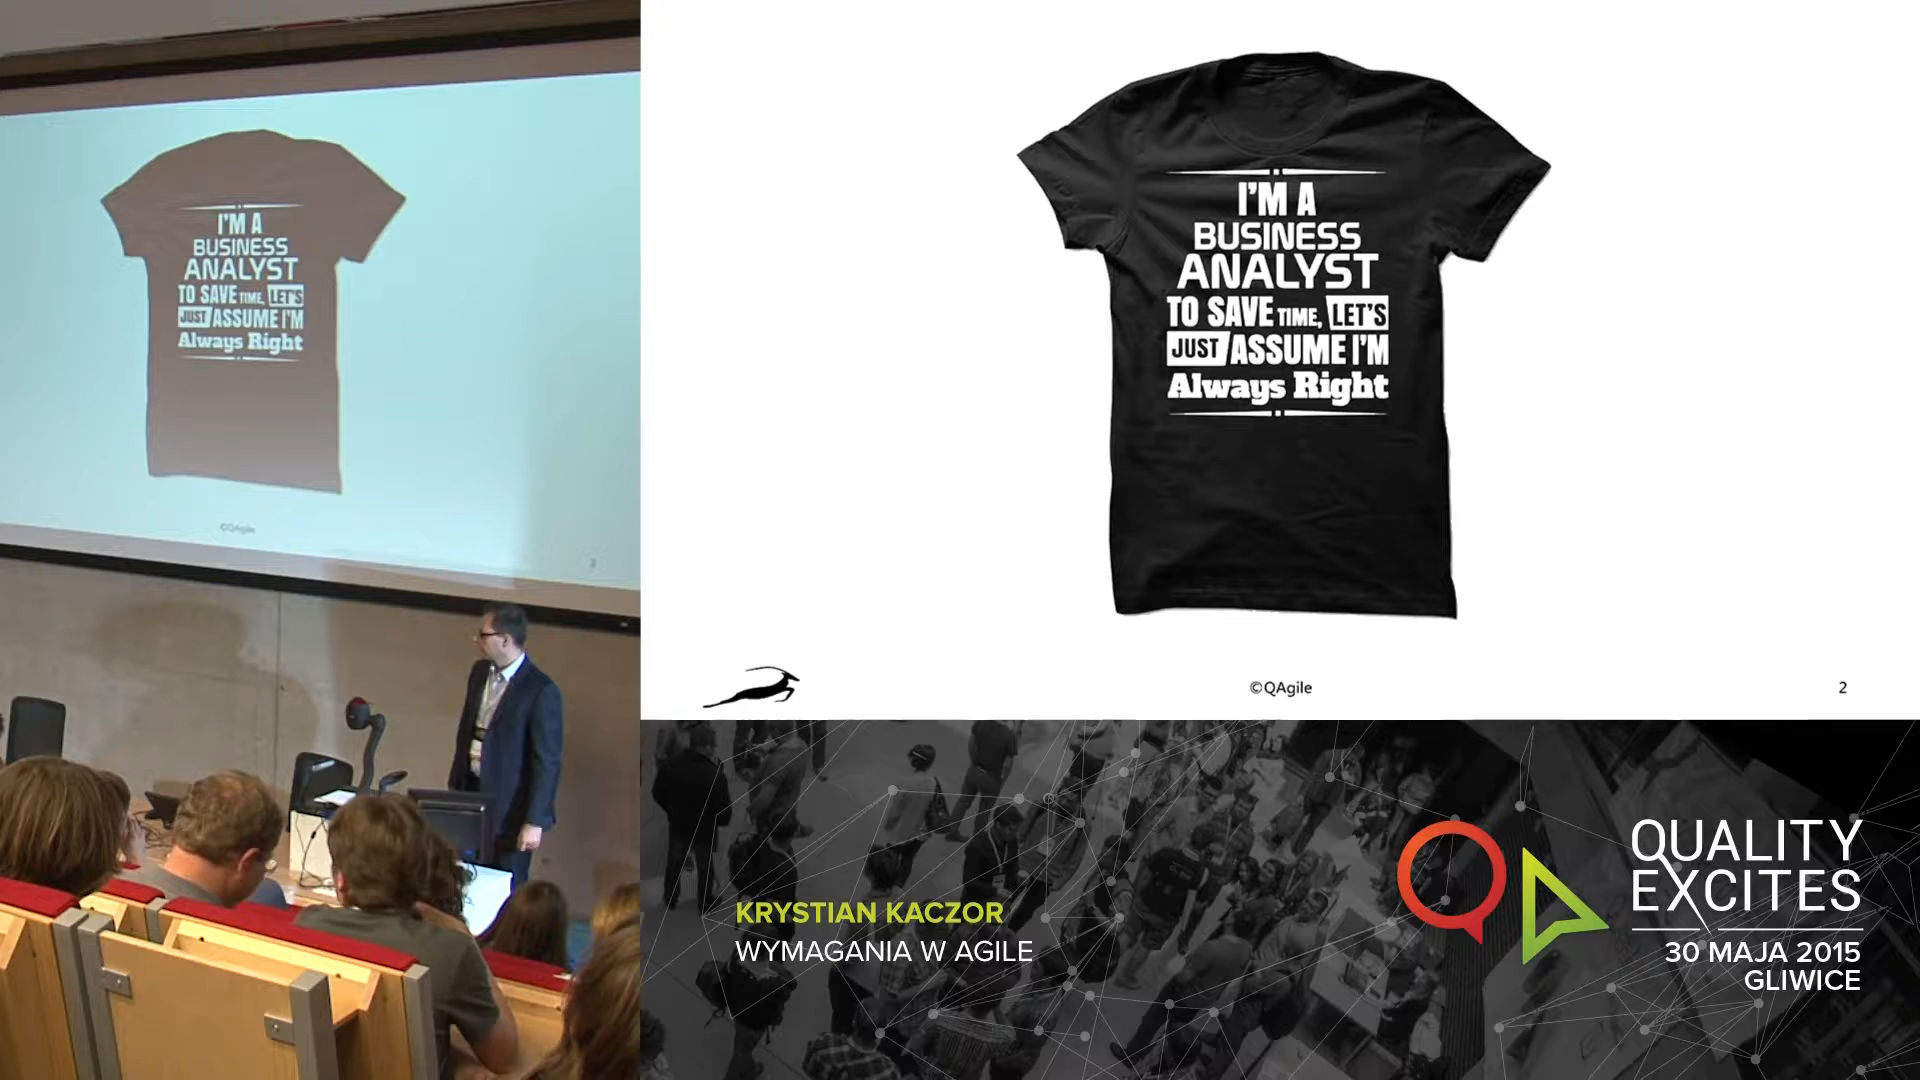 I'M A
BUSINESS
ANALYST
TO SAVE TIME, LET'S
JUST ASSUME I'M
Always Right
©QAgile
2
I'M A
BUSINESS
ANALYST
TO SAVE TIME, LET'S
JUST ASSUME I'M
Always Right
©QAgile
2
KRYSTIAN KACZOR
WYMAGANIA W AGILE
QUALITY
EXCITES
30 MAJA 2015
GLIWICE